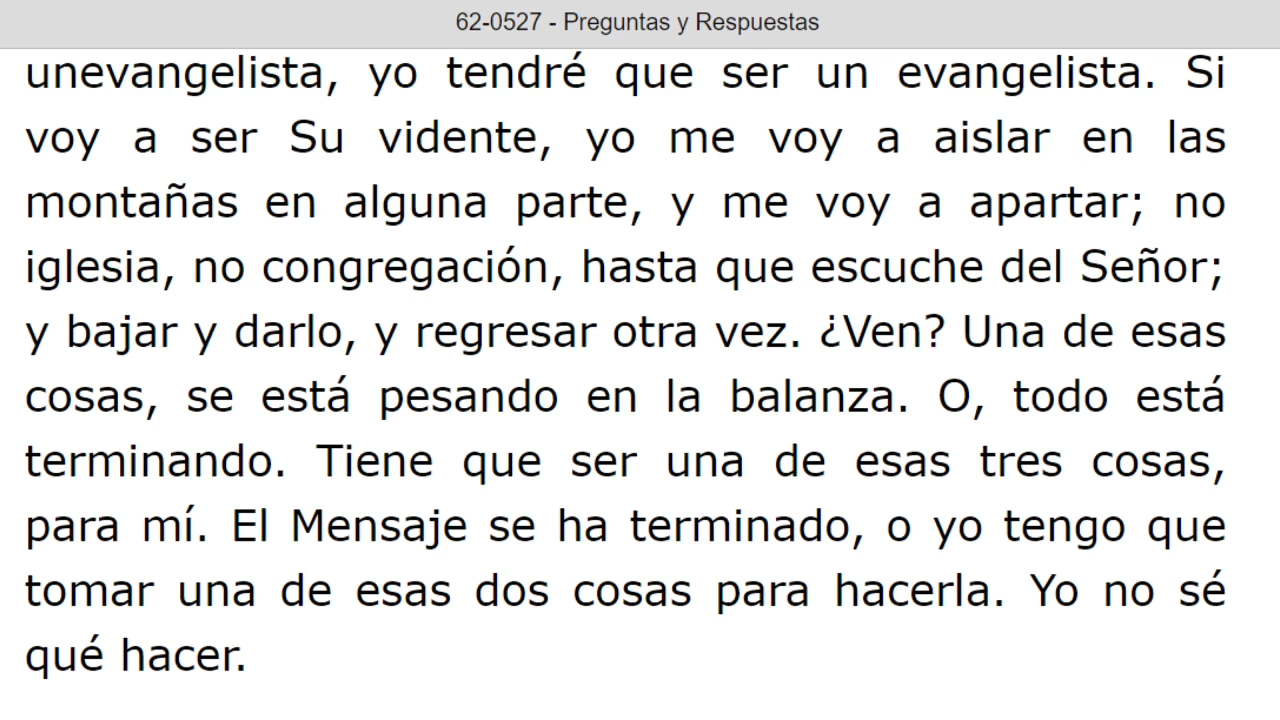 62-0527 - Preguntas y Respuestas
unevangelista, yo tendré que ser un evangelista. Si
voy a ser Su vidente, yo me voy a aislar en las
montañas en alguna parte, y me voy a apartar; no
iglesia, no congregación, hasta que escuche del Señor;
y bajar y darlo, y regresar otra vez. ¿Ven? Una de esas
cosas, se está pesando en la balanza. O, todo está
terminando. Tiene que ser una de esas tres cosas,
para mí. El Mensaje se ha terminado, o yo tengo que
tomar una de esas dos cosas para hacerla. Yo no sé
qué hacer.